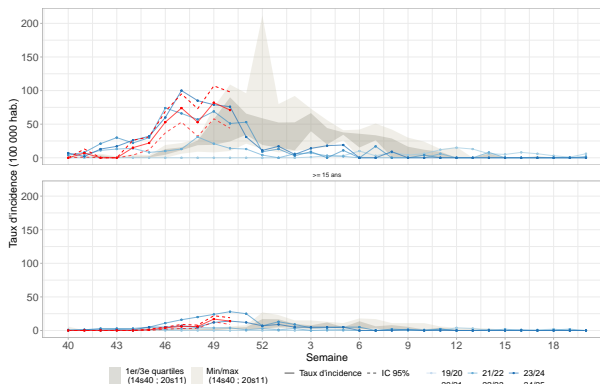 200
150
100
50
0
>= 15 ans
Taux d'incidence (100 000 hab.)
200
150
100
50
0
40 43 46 49 52 3 6 9 12 15 18
Semaine
1er/3e quartiles (14s40 ; 20s11)
Min/max (14s40 ; 20s11)
Taux d'incidence
IC 95%
19/20 21/22 23/24